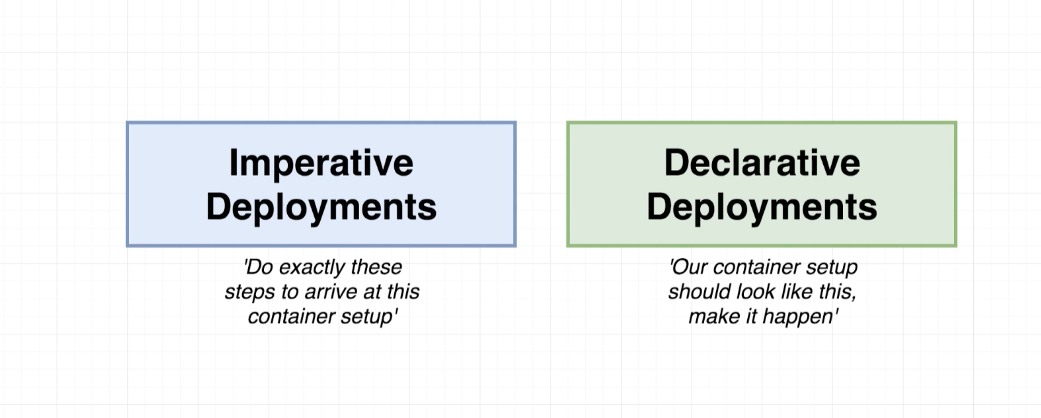 Imperative
Deployments
'Do exactly these
steps to arrive at this
container setup'
Declarative
Deployments
'Our container setup
should look like this,
make it happen'